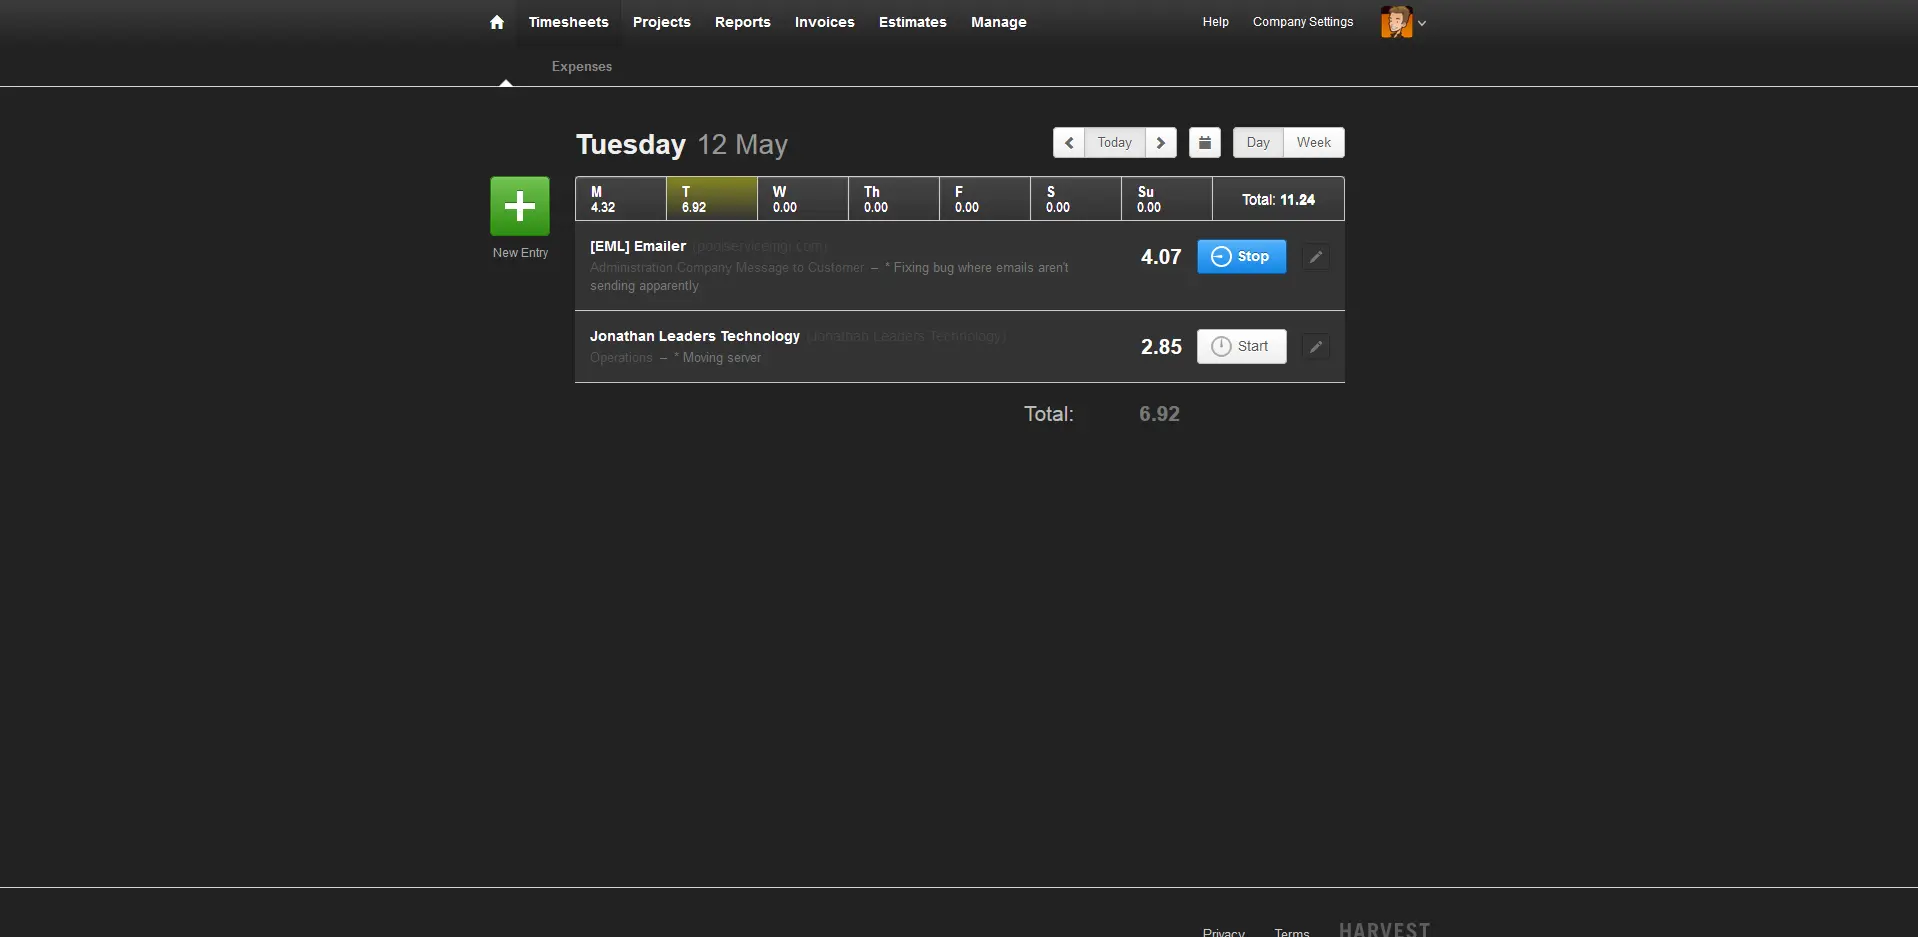 Timesheets Projects Reports Invoices Estimates Manage Help Company Settings
Expenses
Tuesday 12 May Today Day Week
M T W Th F S Su
4.32 6.92 0.00 0.00 0.00 0.00 0.00 Total: 11.24
New Entry
[EML] Emailer 4.07 Stop
Administration Company Message to Customer – * Fixing bug where emails aren't
sending apparently
Jonathan Leaders Technology (Jonathan Leaders Technology) 2.85 Start
Operations – * Moving server
Total: 6.92
Privacy Terms HARVEST